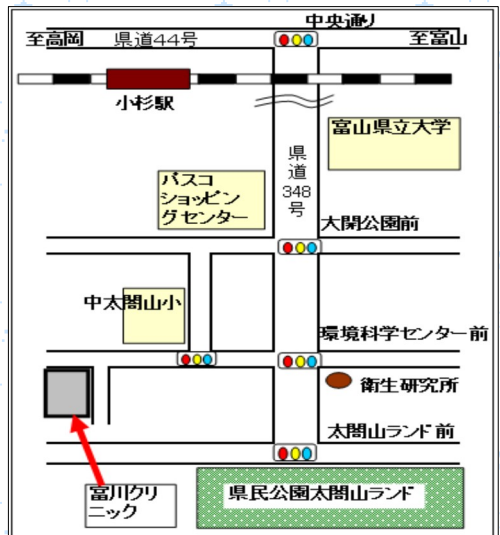 中央通り
至高岡
県道44号
至富山
小杉駅
富山県立大学
県道348号
パスコ
ショッピン
グセンター
大閤公園前
中太閤山小
環境科学センター前
衛生研究所
太閤山ランド前
富川クリ
ニック
県民公園太閤山ランド